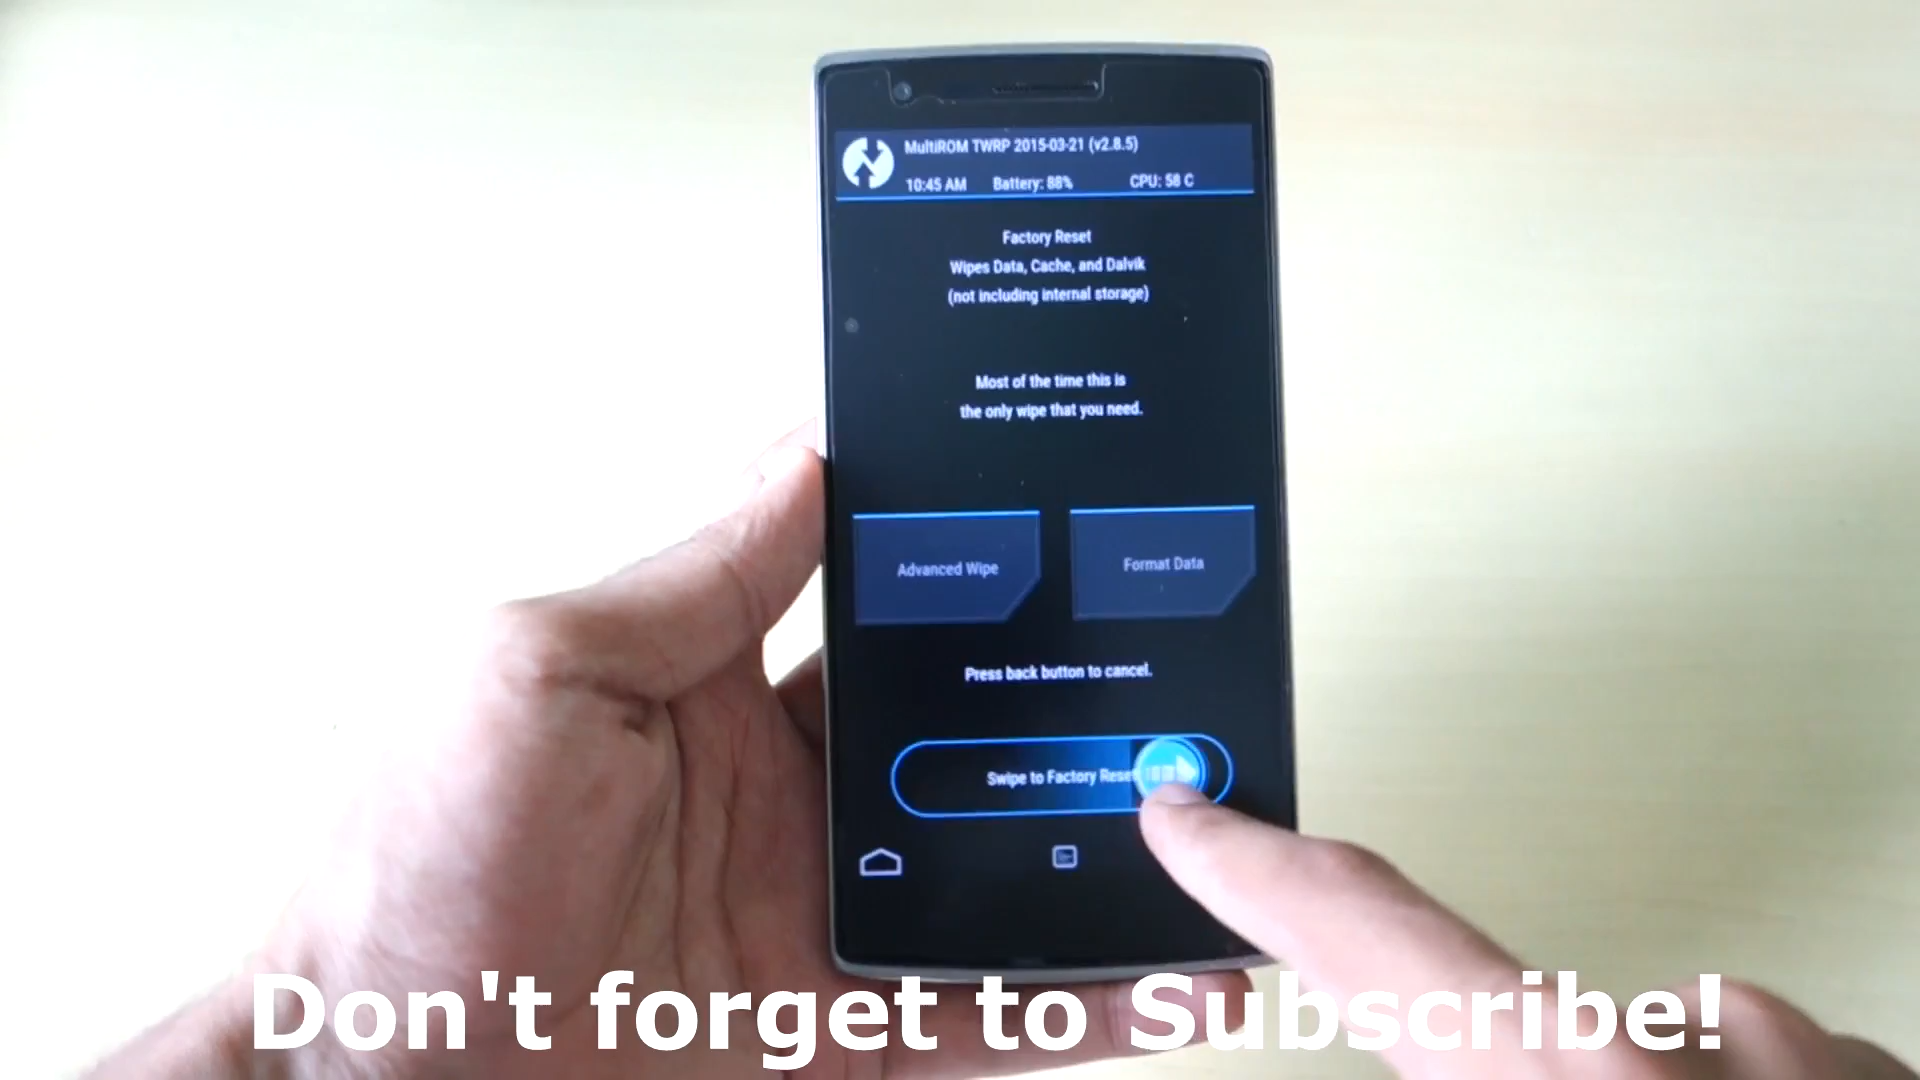 MultiROM TWRP 2015-03-21 (v2.8.5)
10:45 AM Battery: 88% CPU: 58 C
Factory Reset
Wipes Data, Cache, and Dalvik
(not including internal storage)
Most of the time this is
the only wipe that you need.
Advanced Wipe Format Data
Press back button to cancel.
Swipe to Factory Reset
Don't forget to Subscribe!